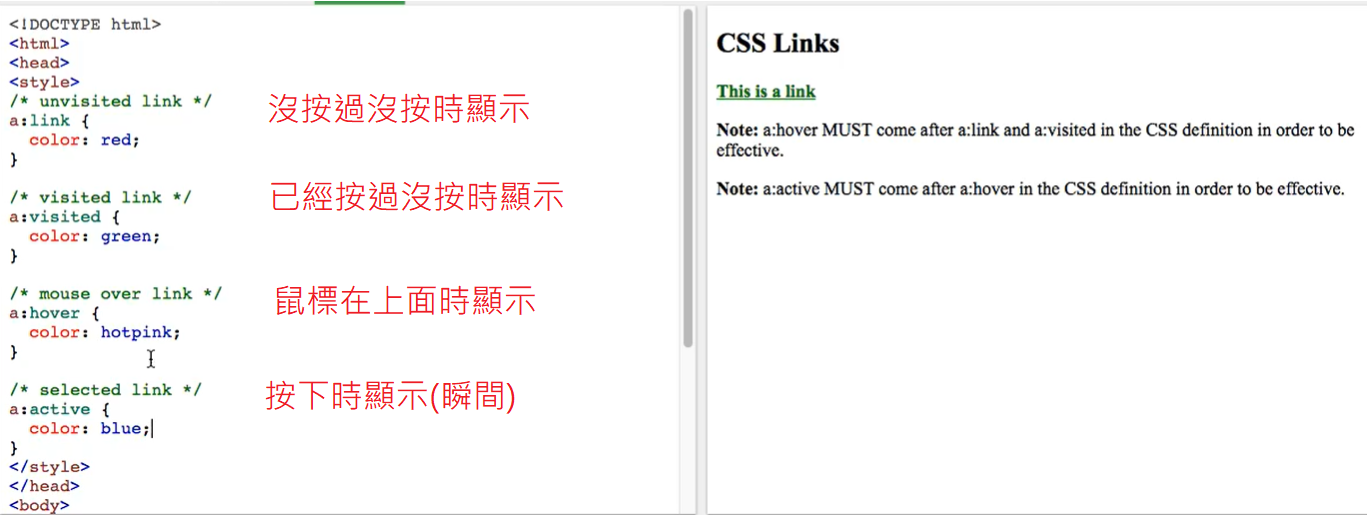 <!DOCTYPE html>
<html>
<head>
<style>
/* unvisited link */
a:link {
  color: red;
}
沒按過沒按時顯示
/* visited link */
a:visited {
  color: green;
}
已經按過沒按時顯示
/* mouse over link */
a:hover {
  color: hotpink;
}
鼠標在上面時顯示
/* selected link */
a:active {
  color: blue;
}
按下時顯示(瞬間)
</style>
</head>
<body>
CSS Links
This is a link
Note: a:hover MUST come after a:link and a:visited in the CSS definition in order to be
effective.
Note: a:active MUST come after a:hover in the CSS definition in order to be effective.